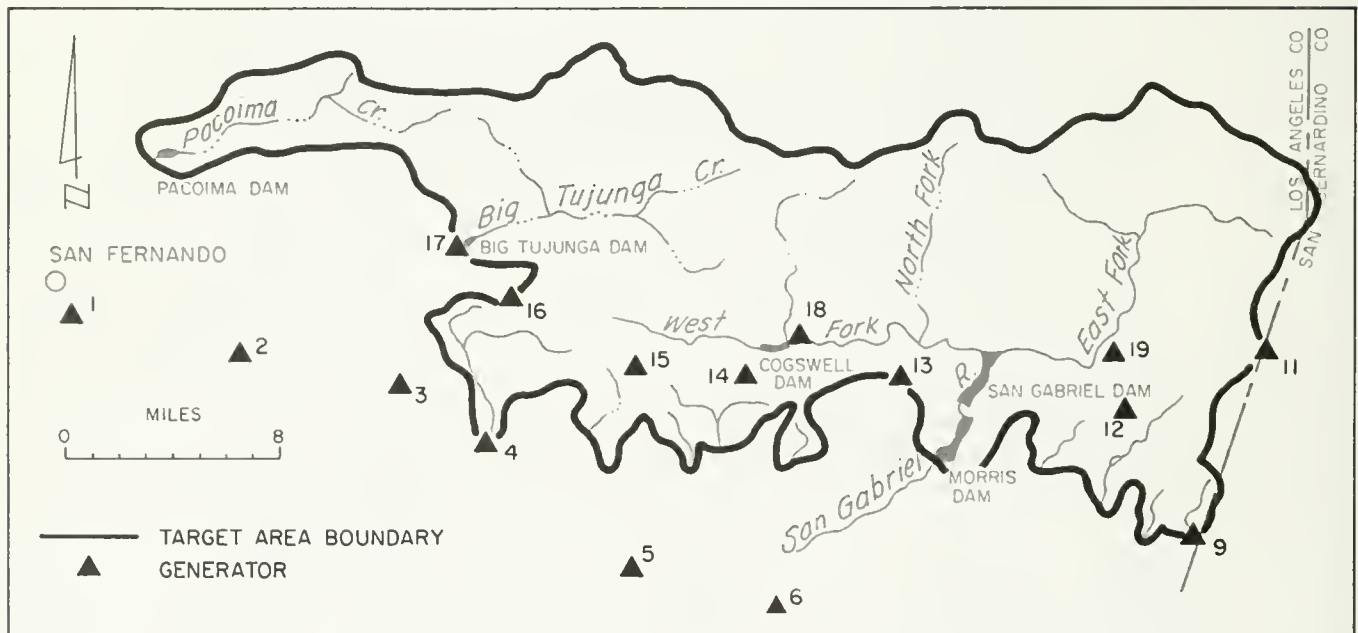 LOS ANGELES CO
SAN BERNARDINO CO
N
Pacoima Cr.
PACOIMA DAM
Big Tujunga Cr.
17
BIG TUJUNGA DAM
North Fork
East Fork
SAN FERNANDO
1
2
16
18
West Fork
3
15
14
COGSWELL
DAM
13
R.
19
11
SAN GABRIEL DAM
12
MILES
0 8
4
San Gabriel
MORRIS
DAM
9
TARGET AREA BOUNDARY
GENERATOR
5
6